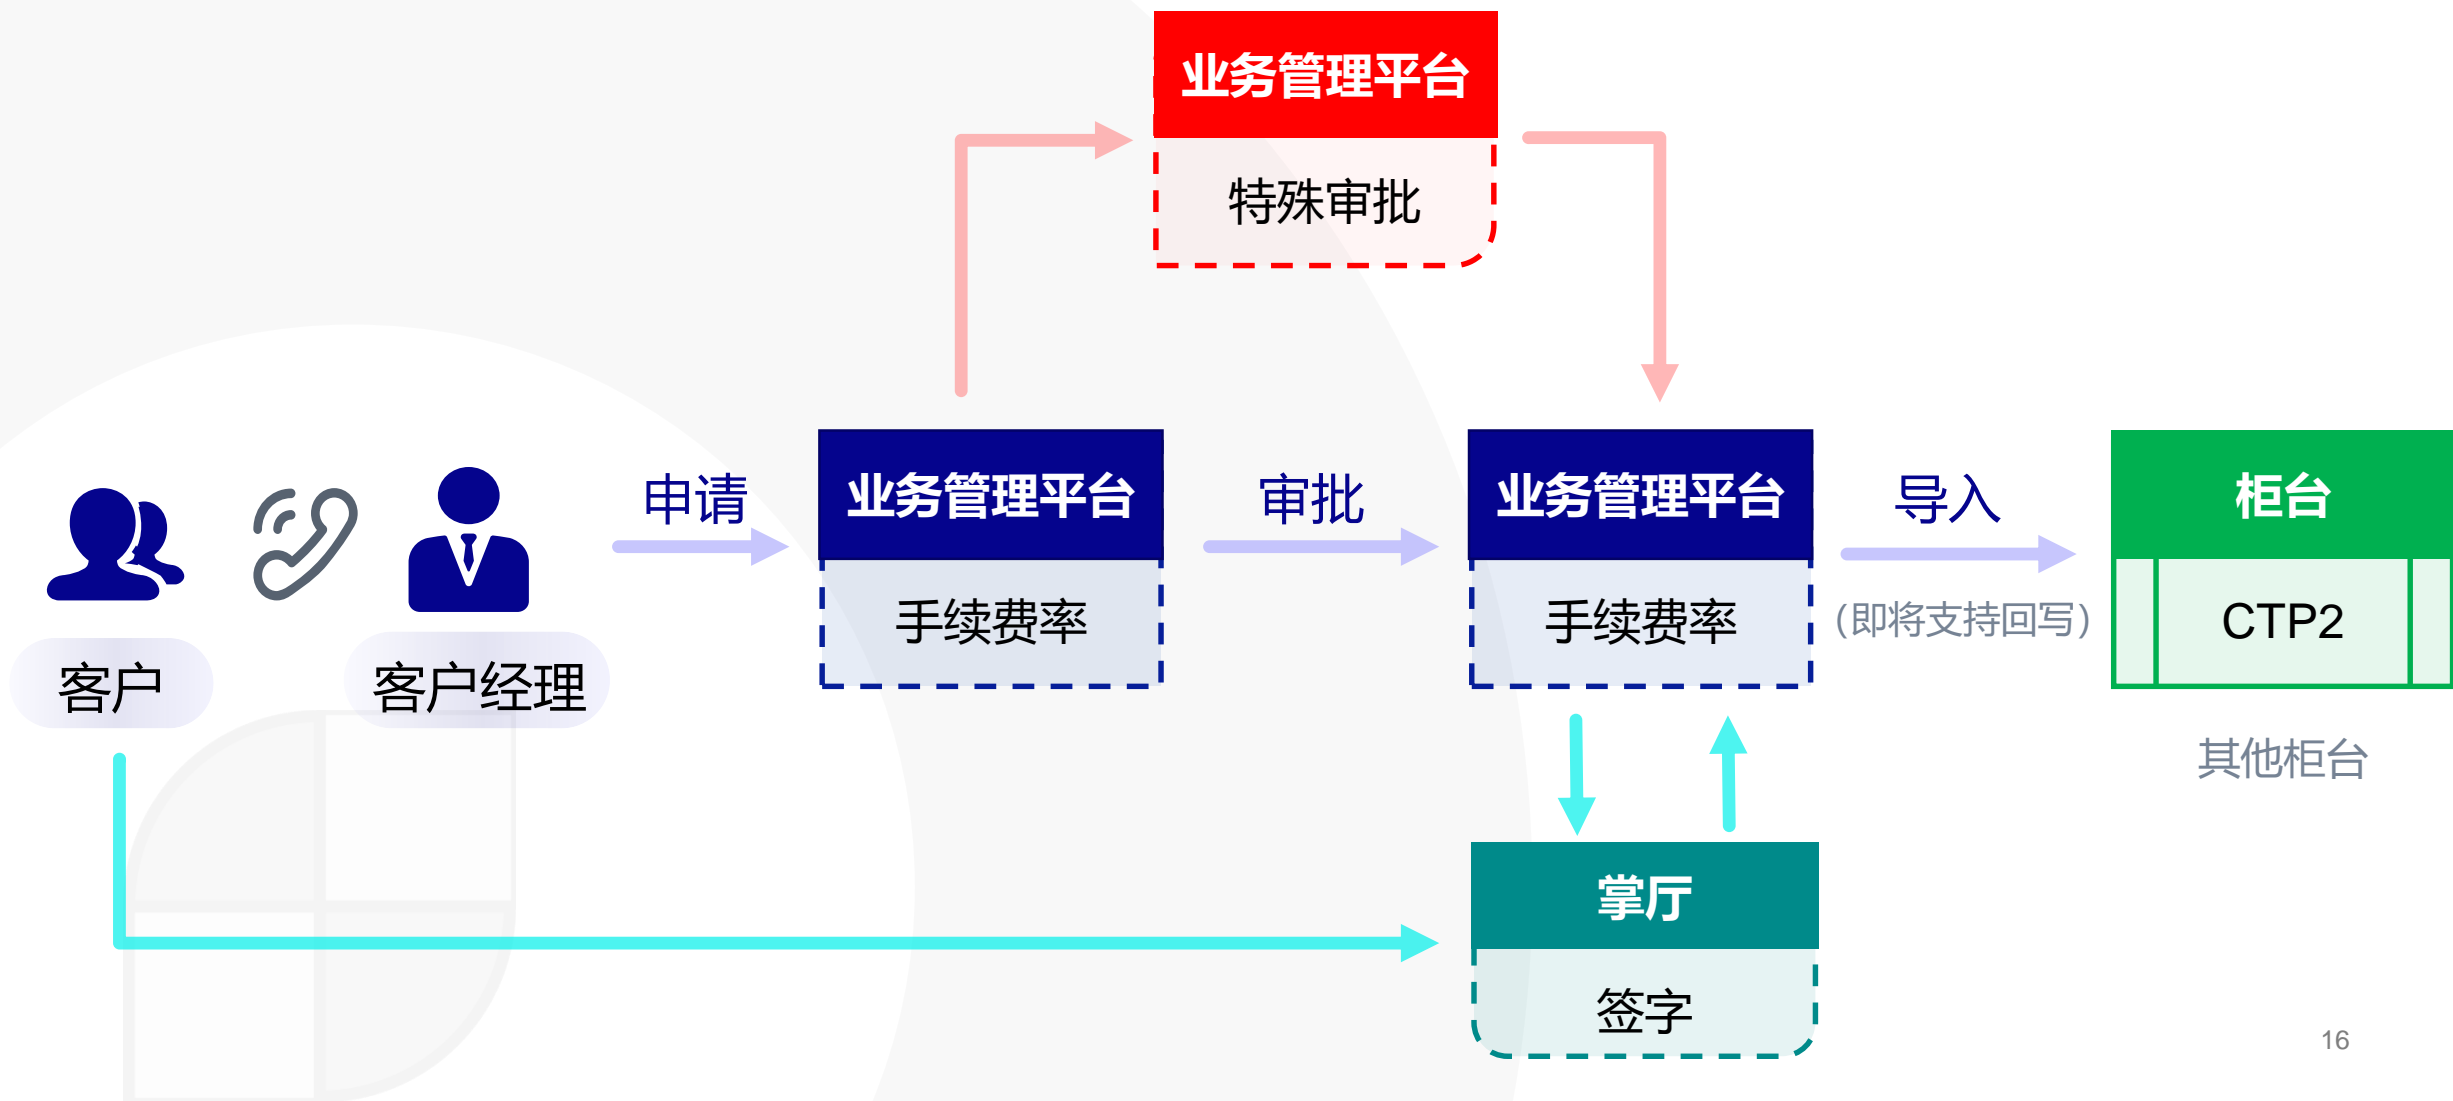 业务管理平台
特殊审批
申请
业务管理平台
手续费率
审批
业务管理平台
手续费率
导入
(即将支持回写)
柜台
CTP2
其他柜台
客户
客户经理
掌厅
签字
16